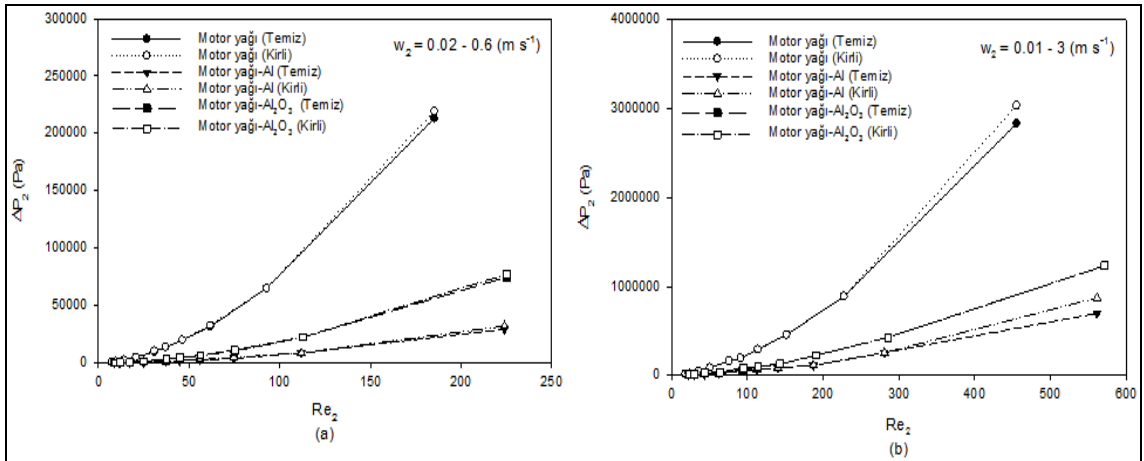 300000
250000
200000
150000
100000
50000
0
ΔP₂ (Pa)
Motor yağı (Temiz)
Motor yağı (Kirli)
Motor yağı-Al (Temiz)
Motor yağı-Al (Kirli)
Motor yağı-Al₂O₃ (Temiz)
Motor yağı-Al₂O₃ (Kirli)
w₂ = 0.02 - 0.6 (m s⁻¹)
0 50 100 150 200 250
Re₂
(a)
4000000
3000000
2000000
1000000
0
ΔP₂ (Pa)
Motor yağı (Temiz)
Motor yağı (Kirli)
Motor yağı-Al (Temiz)
Motor yağı-Al (Kirli)
Motor yağı-Al₂O₃ (Temiz)
Motor yağı-Al₂O₃ (Kirli)
w₂ = 0.01 - 3 (m s⁻¹)
0 100 200 300 400 500 600
Re₂
(b)